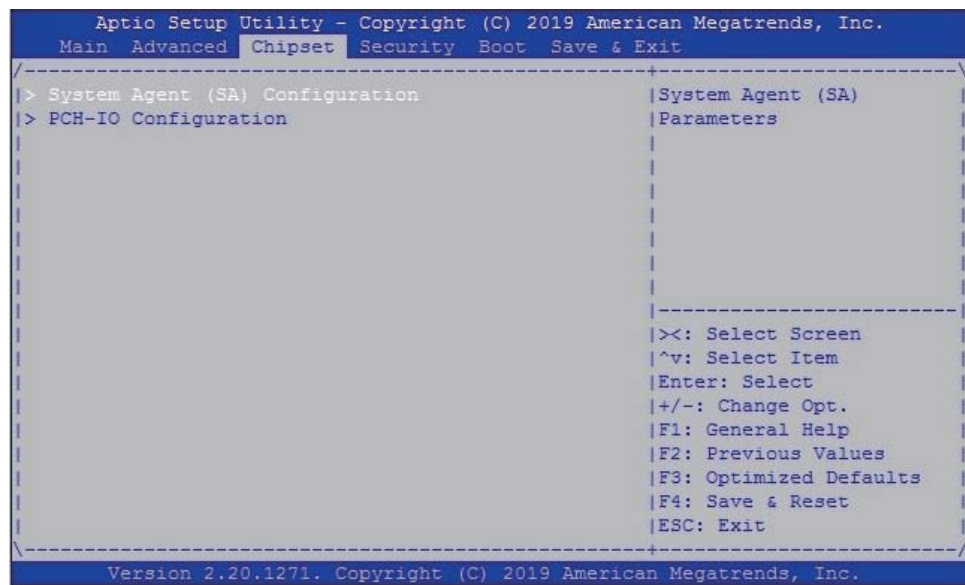 Aptio Setup Utility - Copyright (C) 2019 American Megatrends, Inc.
Main Advanced Chipset Security Boot Save & Exit
> System Agent (SA) Configuration
> PCH-IO Configuration
System Agent (SA)
Parameters
><: Select Screen
^v: Select Item
Enter: Select
+/-: Change Opt.
F1: General Help
F2: Previous Values
F3: Optimized Defaults
F4: Save & Reset
ESC: Exit
Version 2.20.1271. Copyright (C) 2019 American Megatrends, Inc.